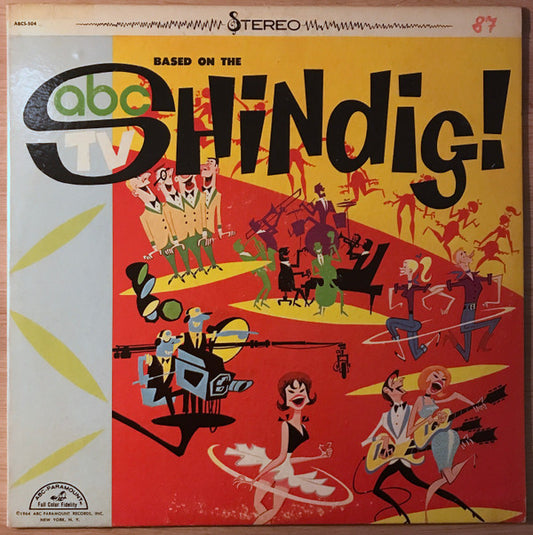 ABCS-504
STEREO
87
BASED ON THE
abc
TV
SHiNdig!
ABC-PARAMOUNT
Full Color Fidelity
©1964 ABC PARAMOUNT RECORDS, INC.
NEW YORK, N. Y.